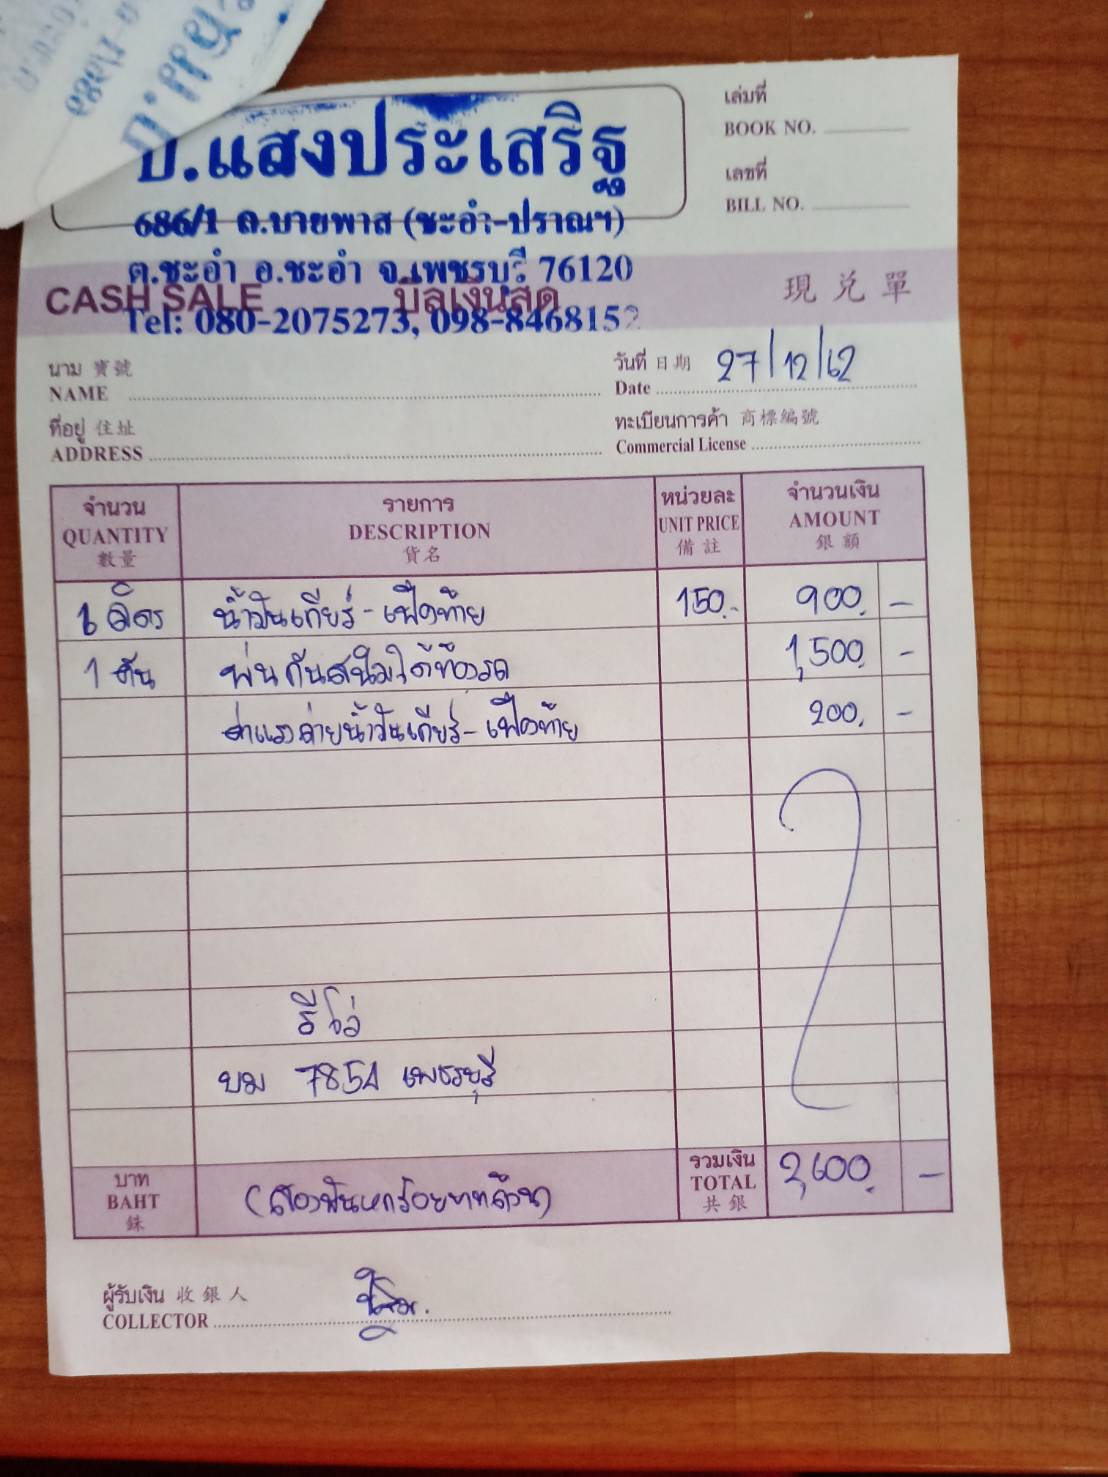 ป.แสงประเสริฐ
686/1 ถ.บายพาส (ชะอำ-ปราณฯ)
ต.ชะอำ อ.ชะอำ จ.เพชรบุรี 76120
Tel: 080-2075273, 098-8468152
เล่มที่
BOOK NO.
เลขที่
BILL NO.
CASH SALE บิลเงินสด 現兌單
นาม 寶號
NAME
วันที่ 日期 27/12/62
Date
ที่อยู่ 住址
ADDRESS
ทะเบียนการค้า 商標編號
Commercial License
จำนวน รายการ หน่วยละ จำนวนเงิน
QUANTITY DESCRIPTION UNIT PRICE AMOUNT
數量 貨名 備註 銀額
6 ลิตร น้ำมันเกียร์-เฟืองท้าย 150.- 900. -
1 คัน พ่นกันสนิมใต้ท้องรถ 1,500. -
ค่าแรงถ่ายน้ำมันเกียร์-เฟืองท้าย 200. -
รีโว่
บม 7854 เพชรบุรี
บาท
BAHT
銖
(สองพันหกร้อยบาทถ้วน)
รวมเงิน
TOTAL
共銀
2,600. -
ผู้รับเงิน 收銀人
COLLECTOR